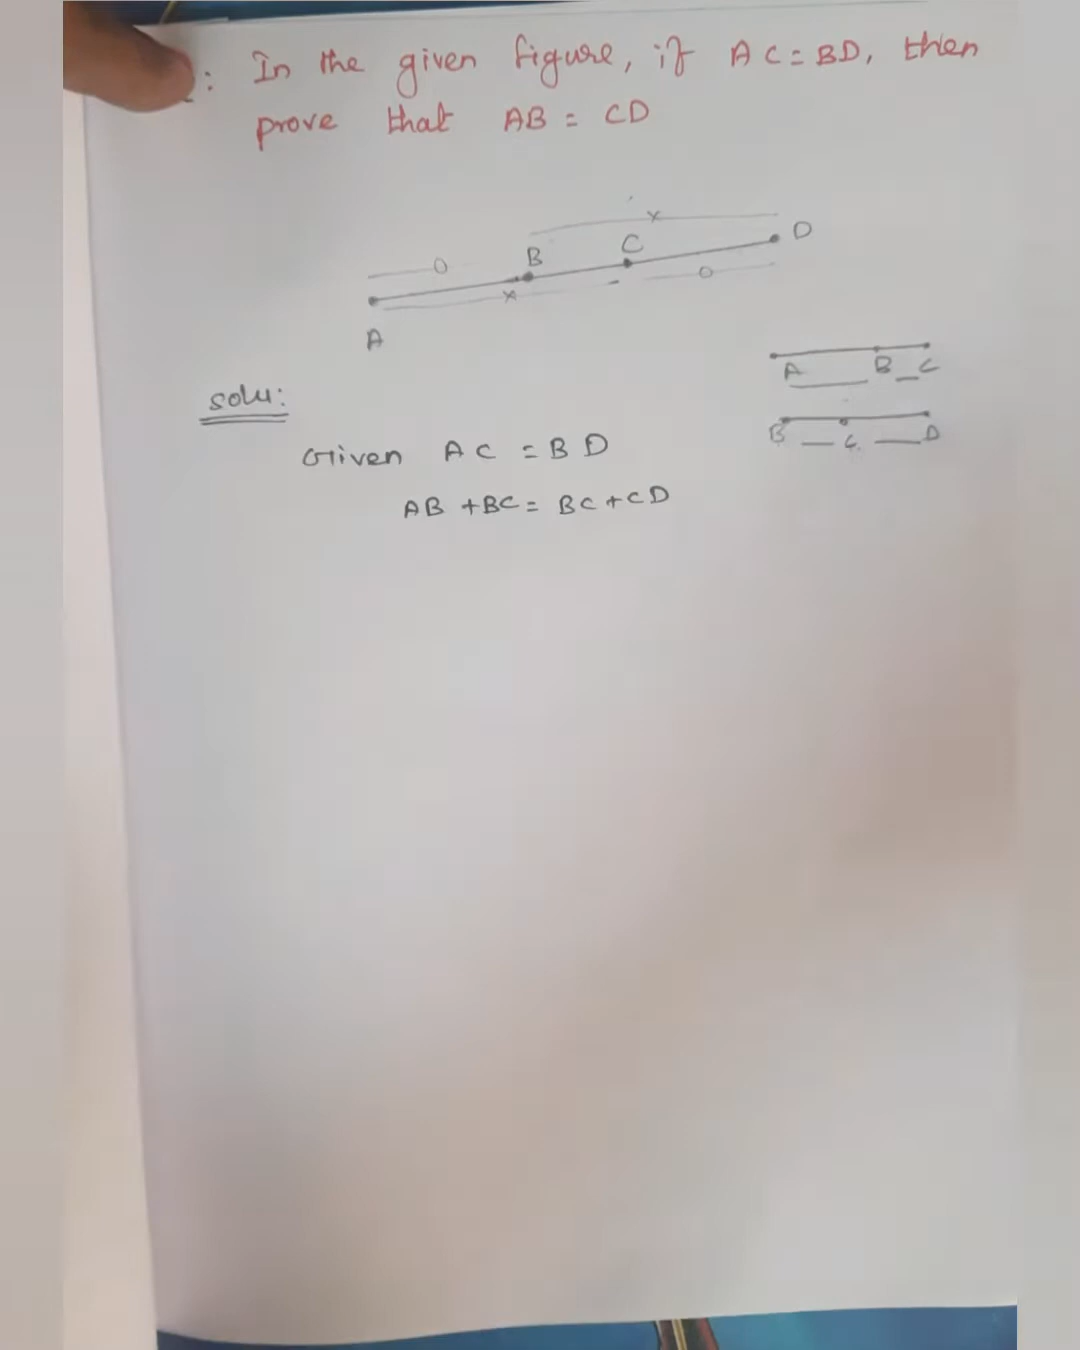 : In the given figure, if AC = BD, then
prove that AB = CD
x
D
C
B
o
o
x
A
A B C
B C D
Solu:
Given AC = BD
AB + BC = BC + CD